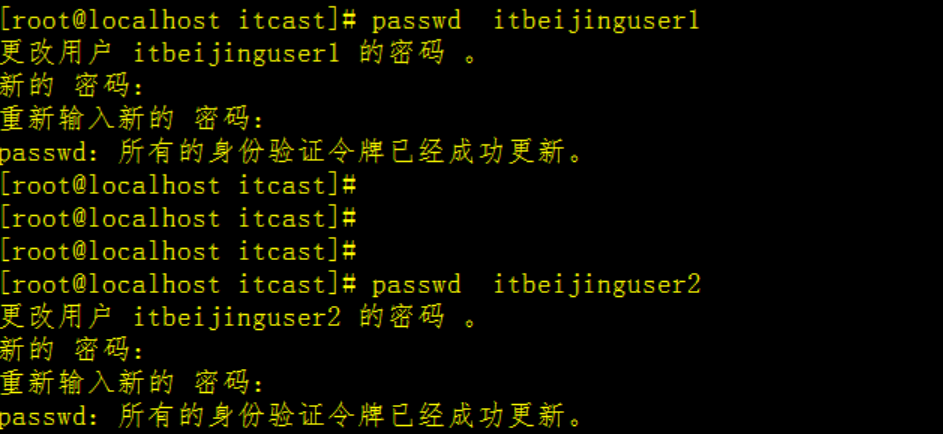 [root@localhost itcast]# passwd  itbeijinguser1
更改用户 itbeijinguser1 的密码 。
新的 密码：
重新输入新的 密码：
passwd：所有的身份验证令牌已经成功更新。
[root@localhost itcast]#
[root@localhost itcast]#
[root@localhost itcast]#
[root@localhost itcast]# passwd  itbeijinguser2
更改用户 itbeijinguser2 的密码 。
新的 密码：
重新输入新的 密码：
passwd：所有的身份验证令牌已经成功更新。